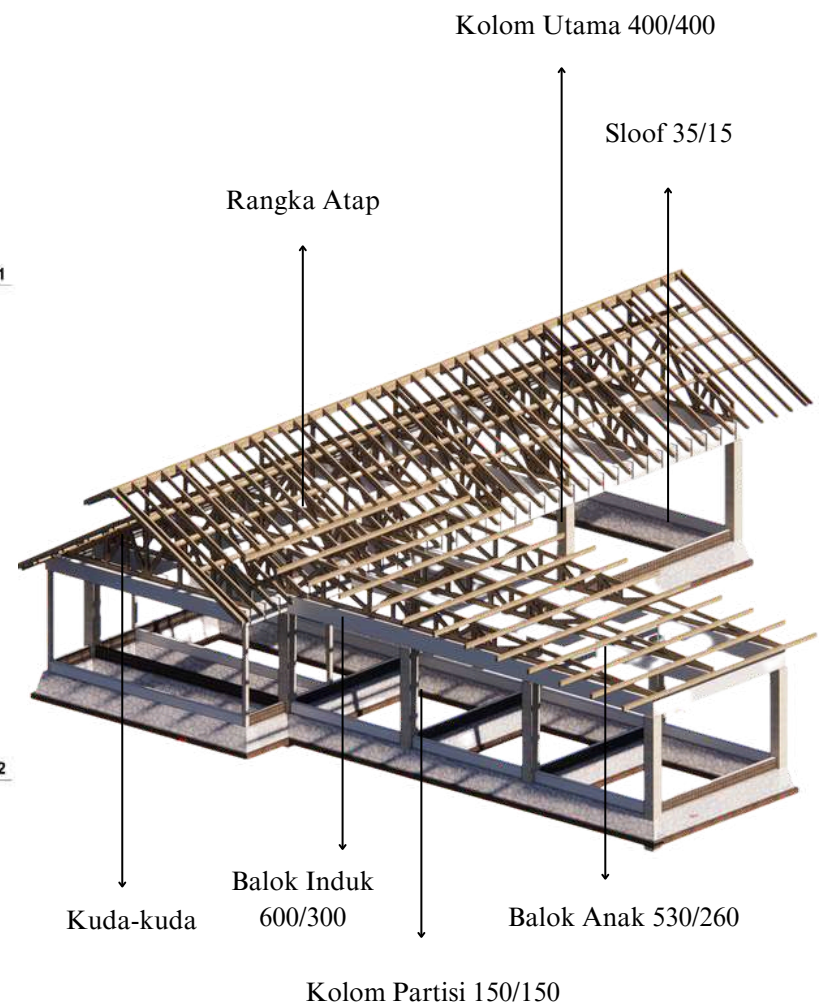 Kolom Utama 400/400
Sloof 35/15
Rangka Atap
1
2
Balok Induk
600/300
Kuda-kuda
Balok Anak 530/260
Kolom Partisi 150/150